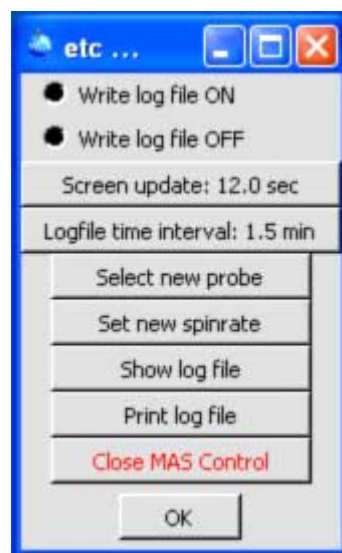 etc ...
Write log file ON
Write log file OFF
Screen update: 12.0 sec
Logfile time interval: 1.5 min
Select new probe
Set new spinrate
Show log file
Print log file
Close MAS Control
OK